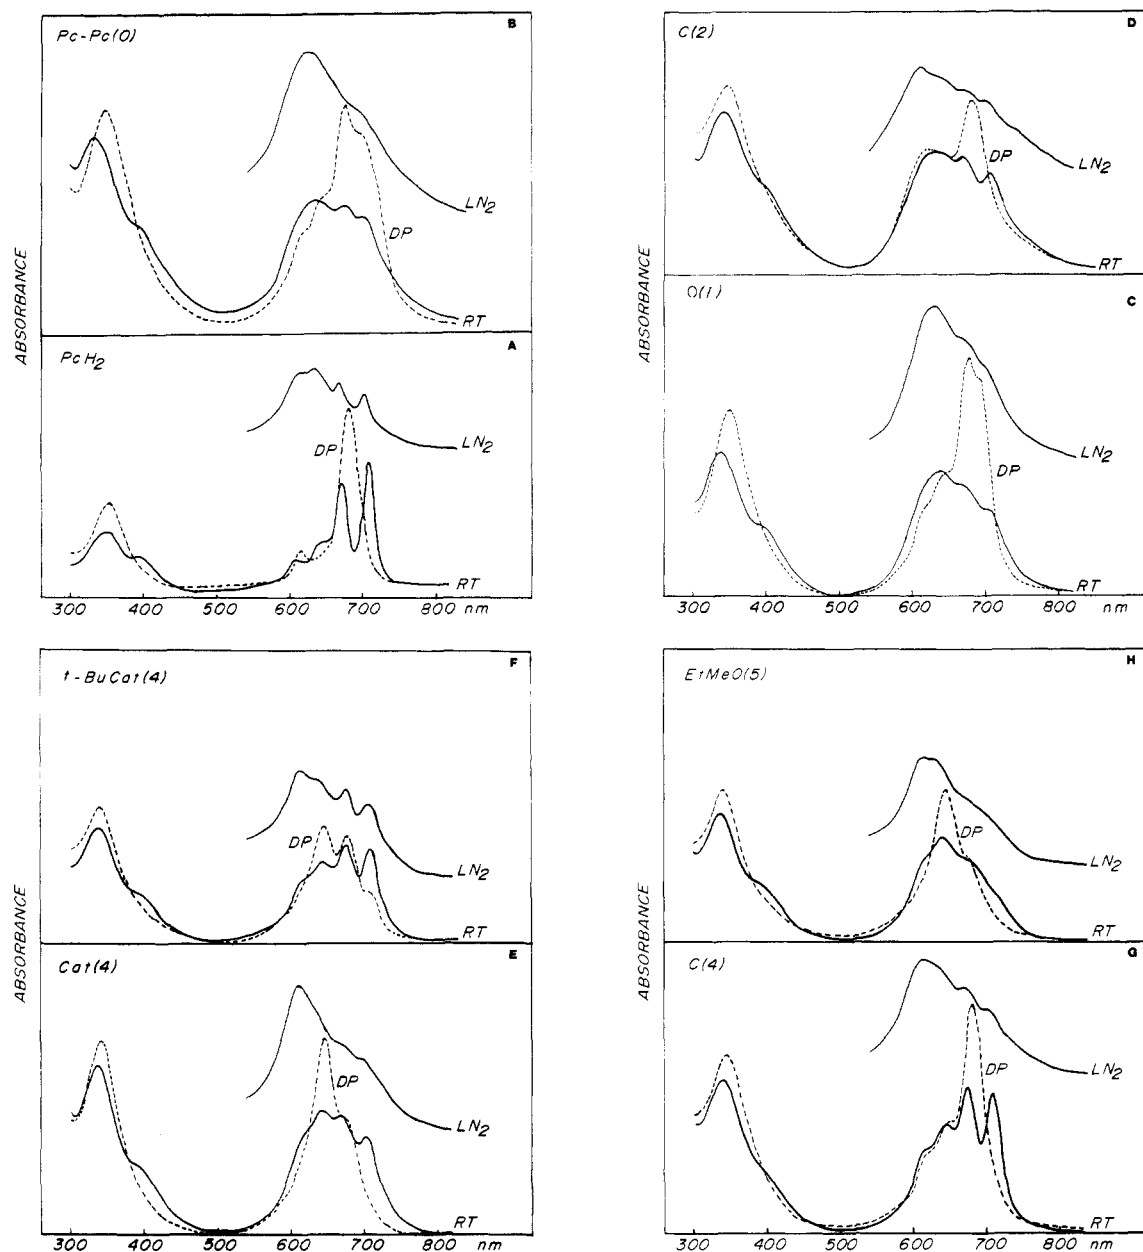 B
Pc-Pc(0)
DP
LN2
RT
ABSORBANCE
A
PcH2
DP
LN2
RT
300 400 500 600 700 800 nm
D
C(2)
DP
LN2
RT
ABSORBANCE
C
O(1)
DP
LN2
RT
300 400 500 600 700 800 nm
F
t-BuCat(4)
DP
LN2
RT
ABSORBANCE
E
Cat(4)
DP
LN2
RT
300 400 500 600 700 800 nm
H
EtMeO(5)
DP
LN2
RT
ABSORBANCE
G
C(4)
DP
LN2
RT
300 400 500 600 700 800 nm